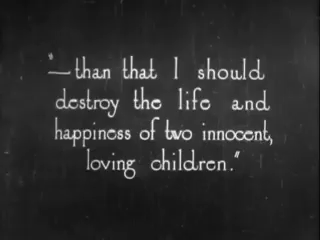 "—than that I should
destroy the life and
happiness of two innocent,
loving children."